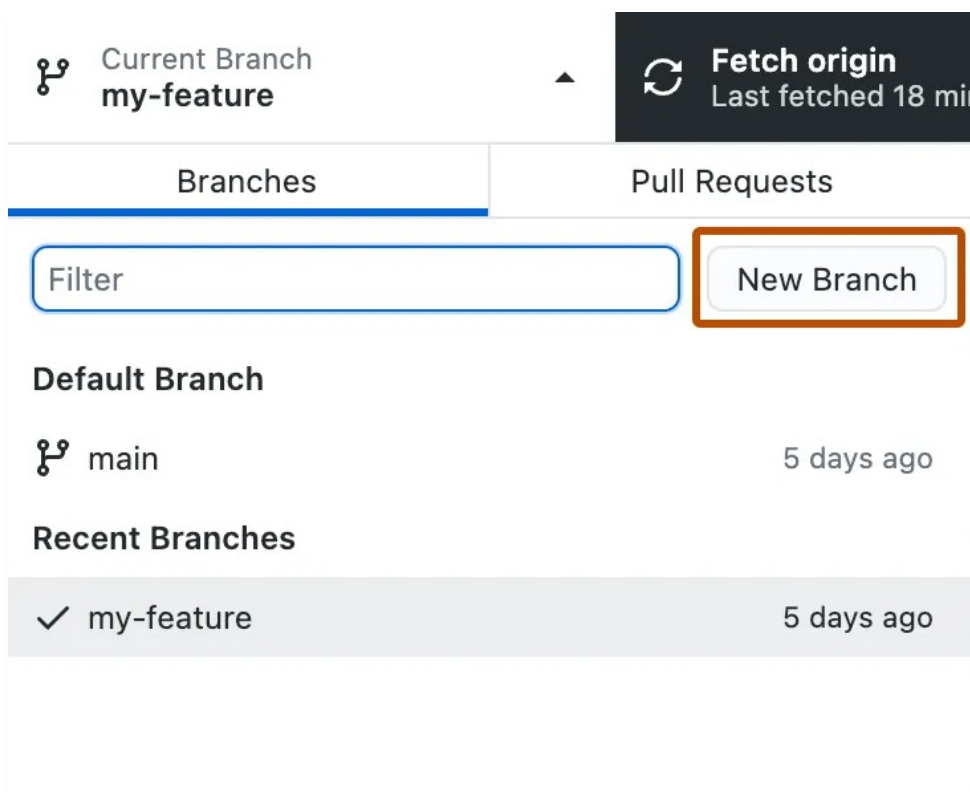 Current Branch
my-feature
Fetch origin
Last fetched 18
Branches
Pull Requests
Filter
New Branch
Default Branch
main
5 days ago
Recent Branches
my-feature
5 days ago